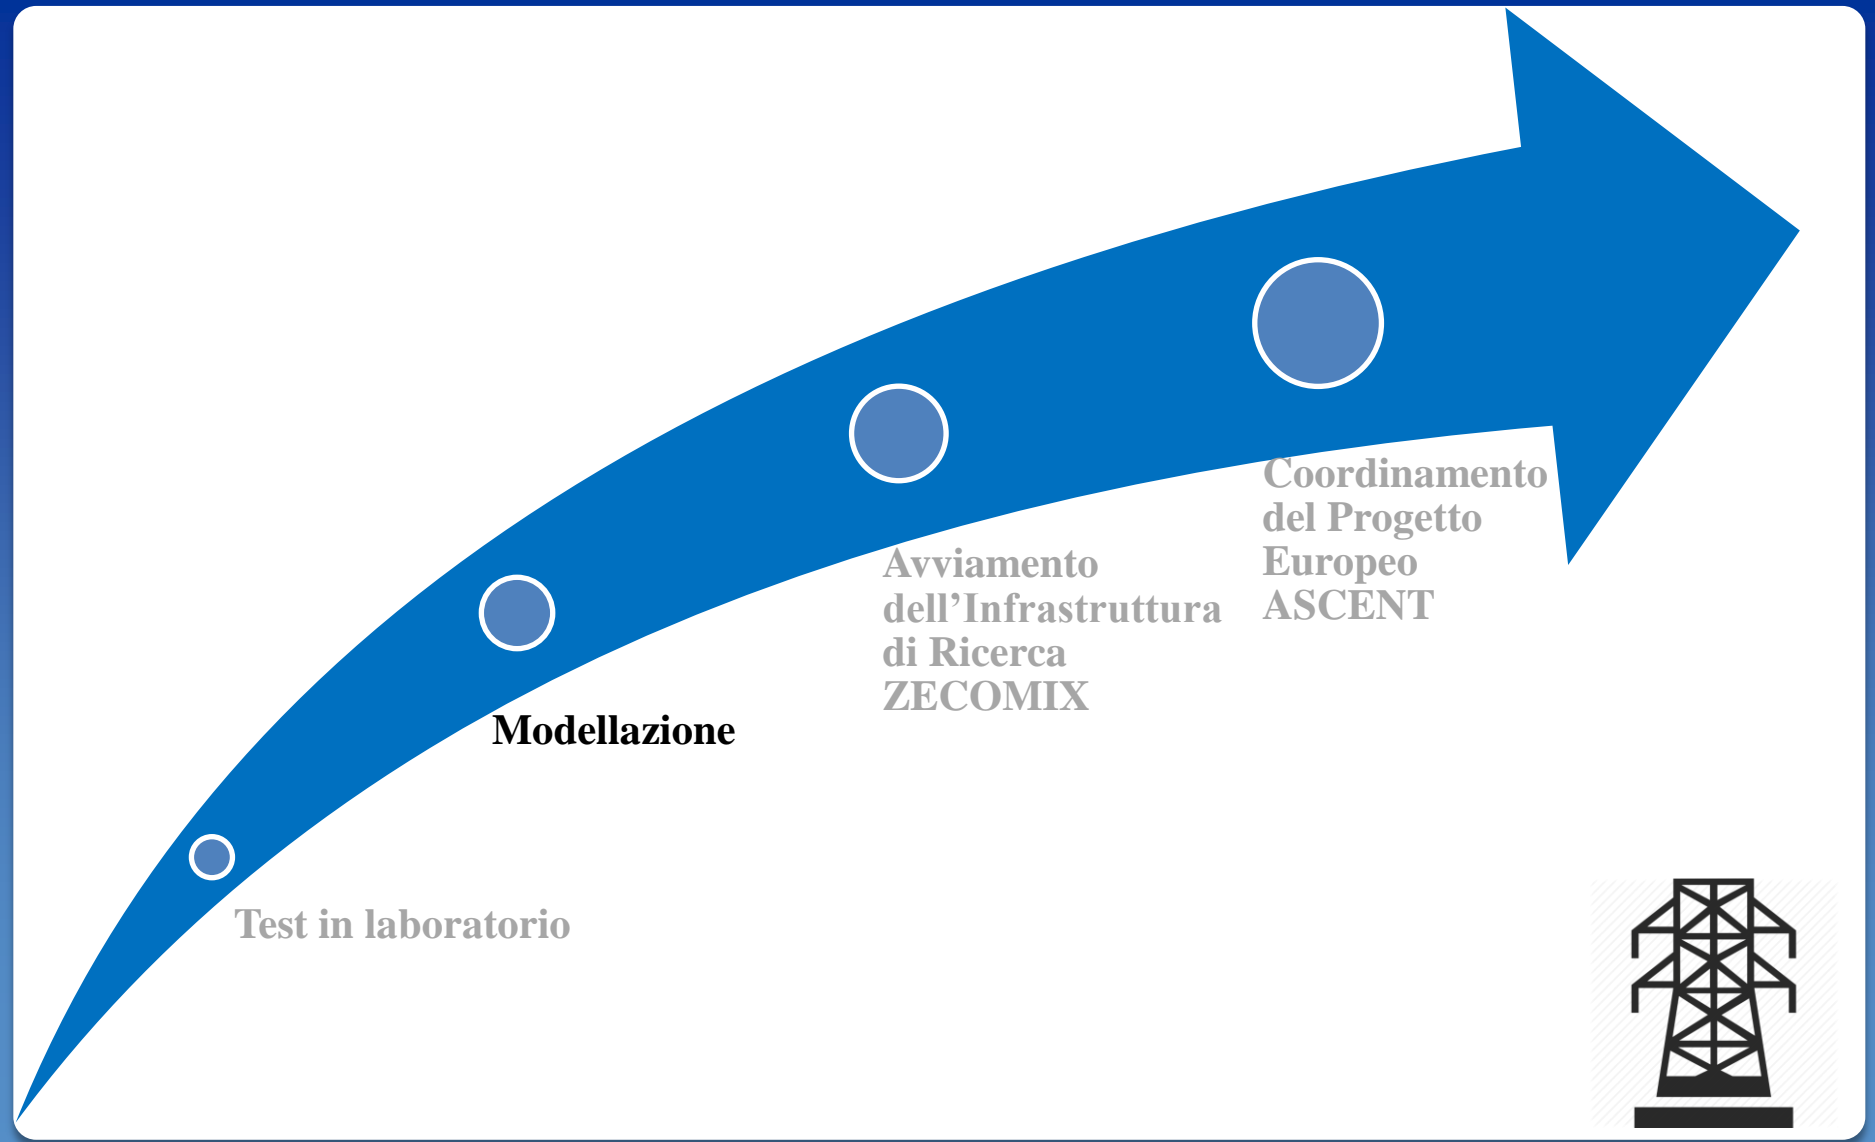 Test in laboratorio
Modellazione
Avviamento
dell’Infrastruttura
di Ricerca
ZECOMIX
Coordinamento
del Progetto
Europeo
ASCENT